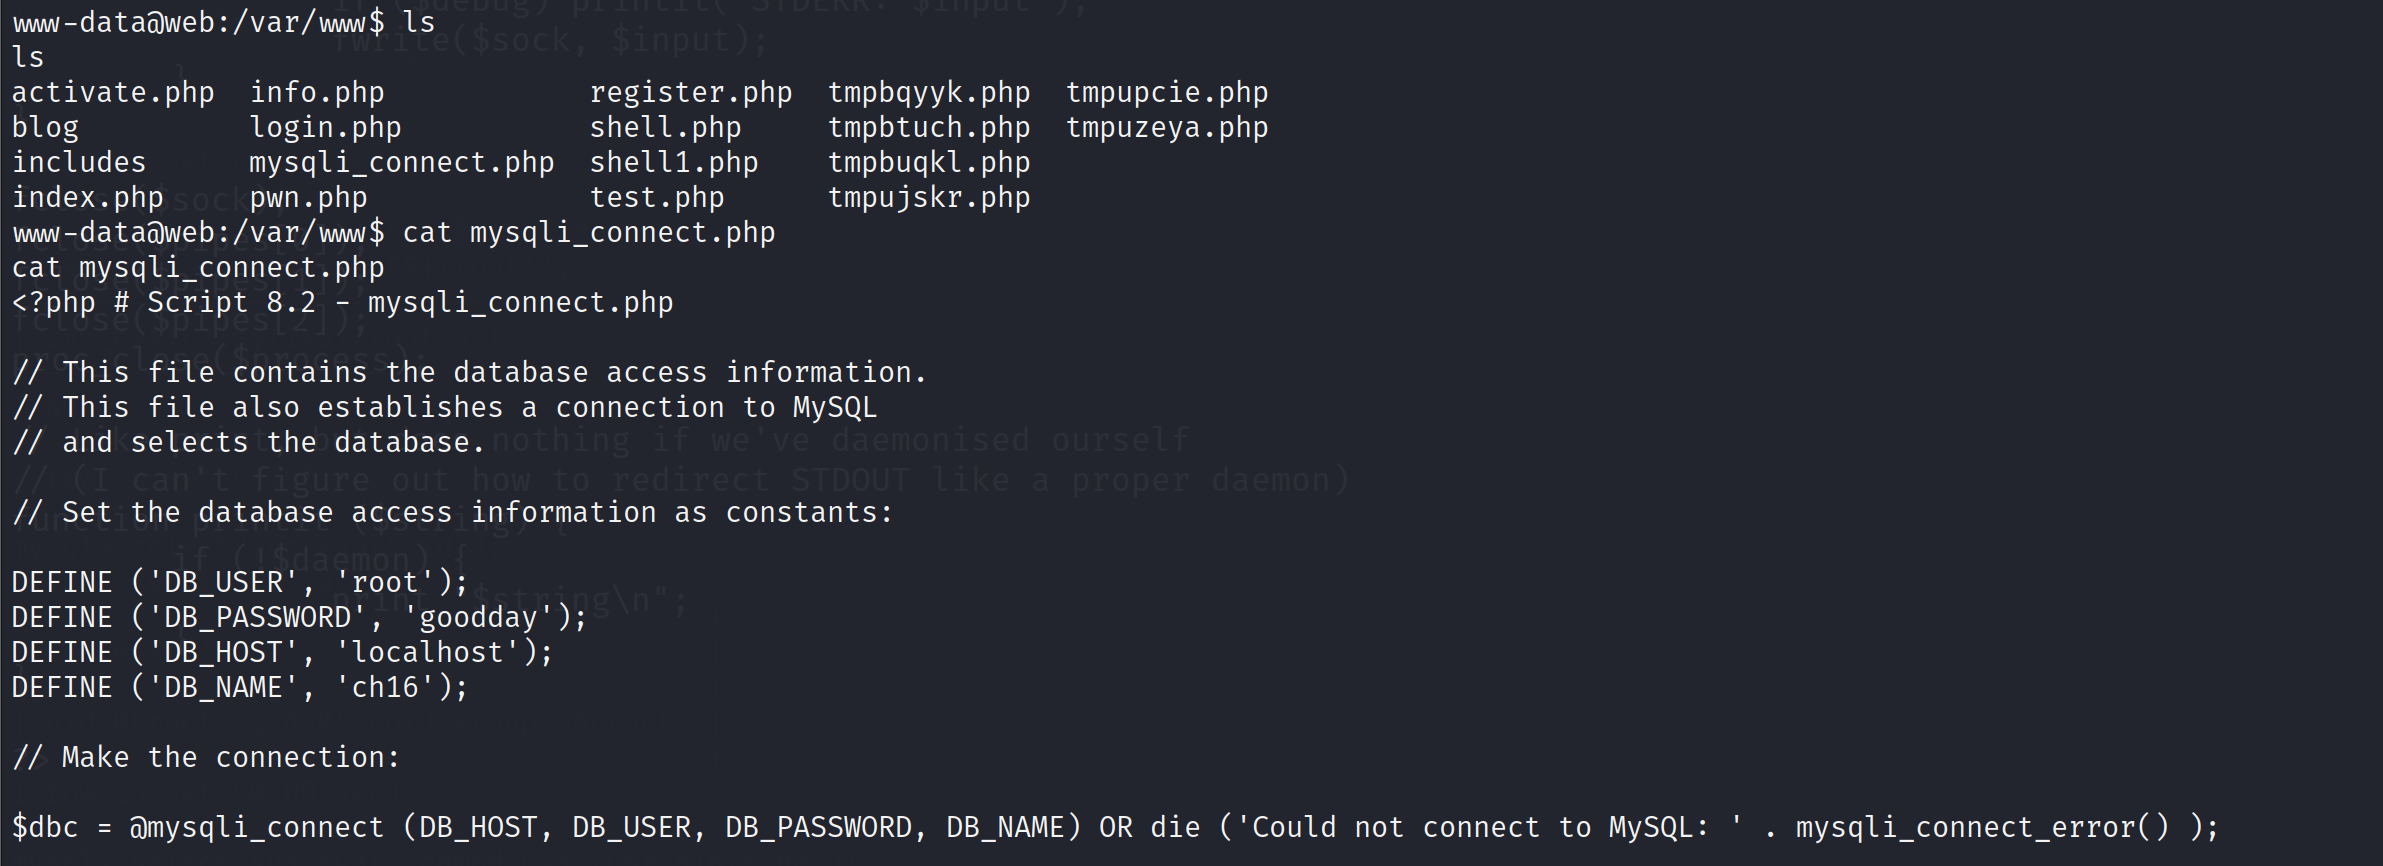 www-data@web:/var/www$ ls
ls
activate.php  info.php            register.php  tmpbqyyk.php  tmpupcie.php
blog          login.php           shell.php     tmpbtuch.php  tmpuzeya.php
includes      mysqli_connect.php  shell1.php    tmpbuqkl.php
index.php     pwn.php             test.php      tmpujskr.php
www-data@web:/var/www$ cat mysqli_connect.php
cat mysqli_connect.php
<?php # Script 8.2 - mysqli_connect.php
// This file contains the database access information.
// This file also establishes a connection to MySQL
// and selects the database.
// Set the database access information as constants:
DEFINE ('DB_USER', 'root');
DEFINE ('DB_PASSWORD', 'goodday');
DEFINE ('DB_HOST', 'localhost');
DEFINE ('DB_NAME', 'ch16');
// Make the connection:
$dbc = @mysqli_connect (DB_HOST, DB_USER, DB_PASSWORD, DB_NAME) OR die ('Could not connect to MySQL: ' . mysqli_connect_error() );